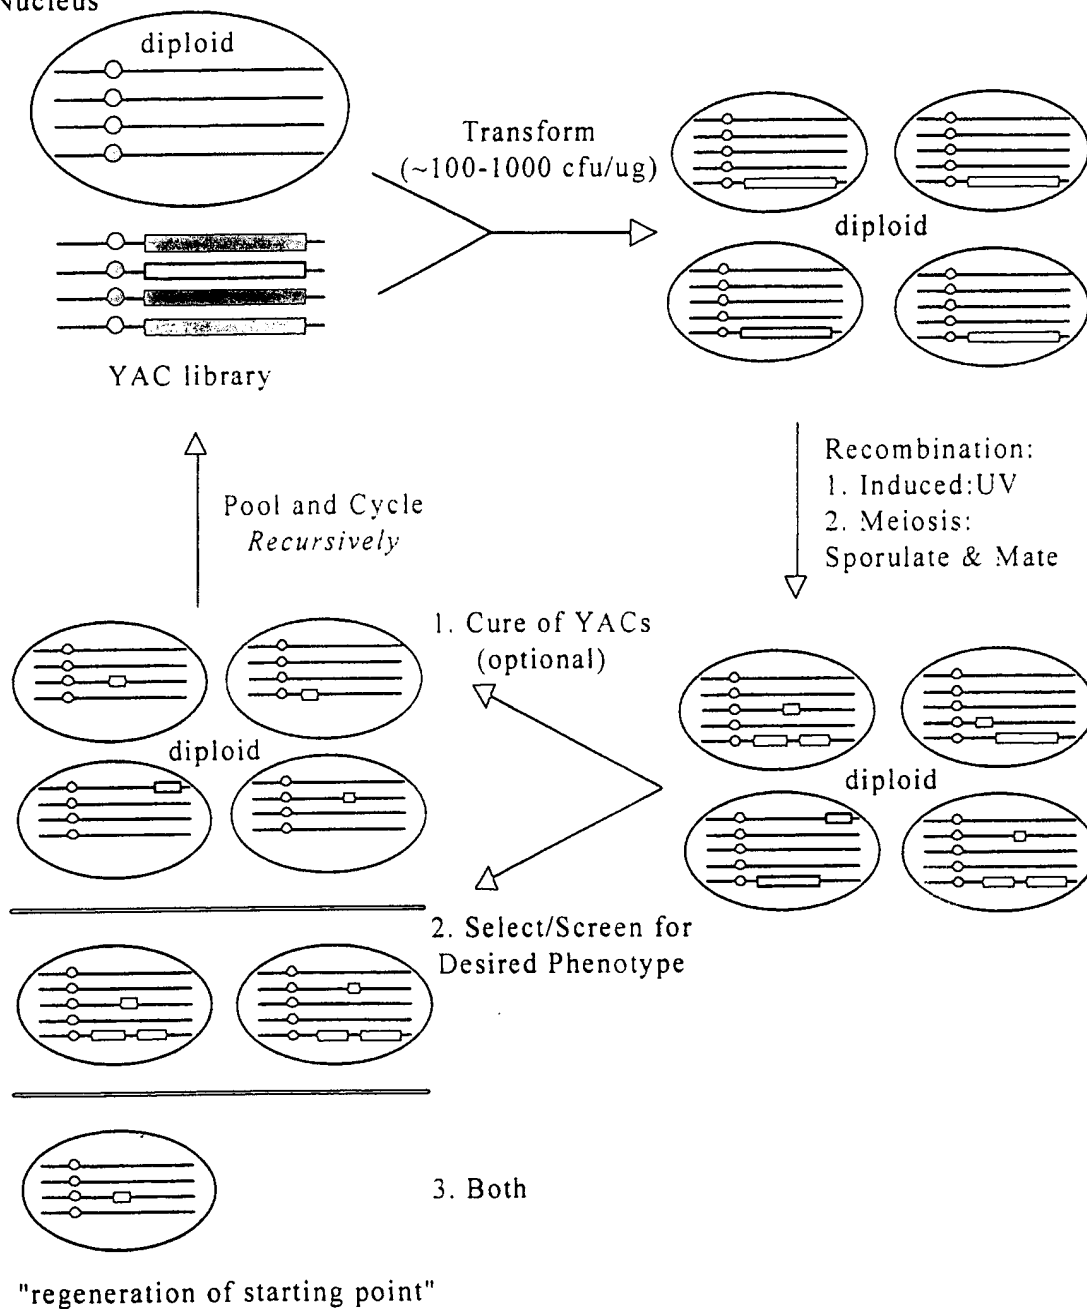 Nucleus
diploid
YAC library
Transform
(~100-1000 cfu/ug)
diploid
Recombination:
1. Induced:UV
2. Meiosis:
Sporulate & Mate
diploid
1. Cure of YACs
(optional)
2. Select/Screen for
Desired Phenotype
3. Both
Pool and Cycle
Recursively
diploid
"regeneration of starting point"